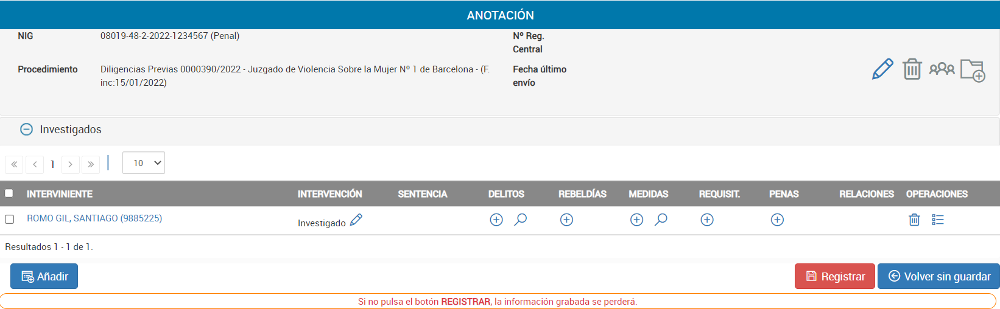 ANOTACIÓN
NIG 08019-48-2-2022-1234567 (Penal) Nº Reg.
Central
Procedimiento Diligencias Previas 0000390/2022 - Juzgado de Violencia Sobre la Mujer Nº 1 de Barcelona - (F. Fecha último
inc:15/01/2022) envío
Investigados
« < 1 > » 10
INTERVINIENTE INTERVENCIÓN SENTENCIA DELITOS REBELDÍAS MEDIDAS REQUISIT. PENAS RELACIONES OPERACIONES
ROMO GIL, SANTIAGO (9885225) Investigado
Resultados 1 - 1 de 1.
Añadir Registrar Volver sin guardar
Si no pulsa el botón REGISTRAR, la información grabada se perderá.